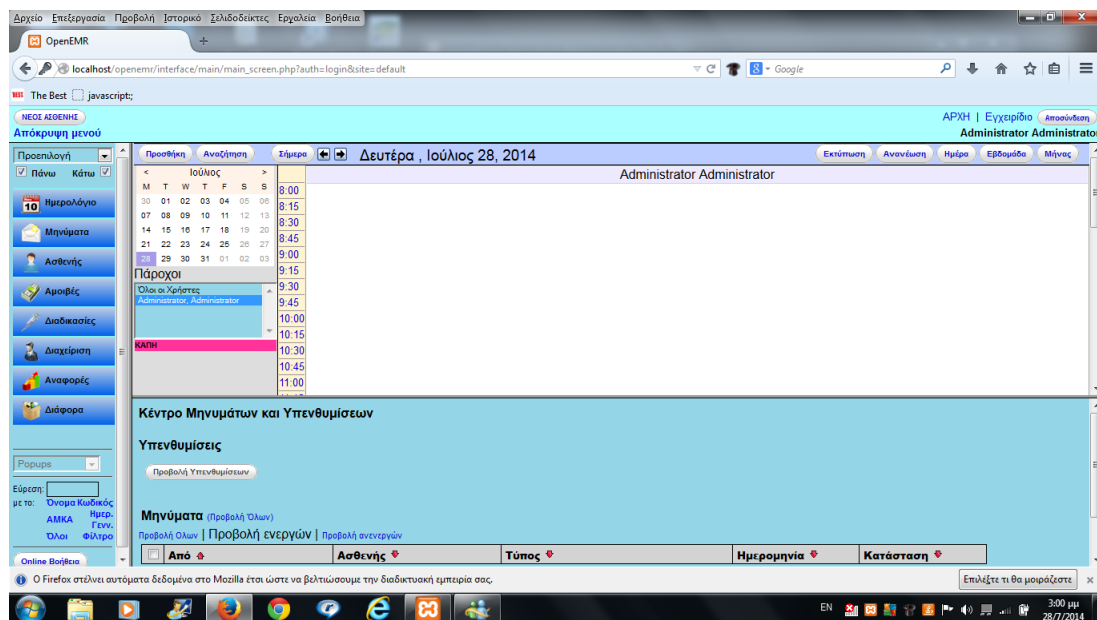 Αρχείο Επεξεργασία Προβολή Ιστορικό Σελιδοδείκτες Εργαλεία Βοήθεια
OpenEMR
localhost/openemr/interface/main/main_screen.php?auth=login&site=default
Google
The Best javascript:;
ΝΕΟΣ ΑΣΘΕΝΗΣ
ΑΡΧΗ | Εγχειρίδιο Αποσύνδεση
Απόκρυψη μενού
Administrator Administrator
Προεπιλογή
Πάνω Κάτω
Ημερολόγιο
Μηνύματα
Ασθενής
Αμοιβές
Διαδικασίες
Διαχείριση
Αναφορές
Διάφορα
Popups
Εύρεση:
με το: Όνομα Κωδικός
ΑΜΚΑ Ημερ. Γενν.
Όλοι Φίλτρο
Online Βοήθεια
Προσθήκη Αναζήτηση Σήμερα Δευτέρα , Ιούλιος 28, 2014 Εκτύπωση Ανανέωση Ημέρα Εβδομάδα Μήνας
< Ιούλιος >
M T W T F S S
30 01 02 03 04 05 06
07 08 09 10 11 12 13
14 15 16 17 18 19 20
21 22 23 24 25 26 27
28 29 30 31 01 02 03
Πάροχοι
Όλοι οι Χρήστες
Administrator, Administrator
ΚΑΠΗ
Administrator Administrator
8:00
8:15
8:30
8:45
9:00
9:15
9:30
9:45
10:00
10:15
10:30
10:45
11:00
Κέντρο Μηνυμάτων και Υπενθυμίσεων
Υπενθυμίσεις
Προβολή Υπενθυμίσεων
Μηνύματα (Προβολή Όλων)
Προβολή Ολων | Προβολή ενεργών | Προβολή ανενεργών
Από Ασθενής Τύπος Ημερομηνία Κατάσταση
Ο Firefox στέλνει αυτόματα δεδομένα στο Mozilla έτσι ώστε να βελτιώσουμε την διαδικτυακή εμπειρία σας.
Επιλέξτε τι θα μοιράζεστε
EN
3:00 μμ
28/7/2014